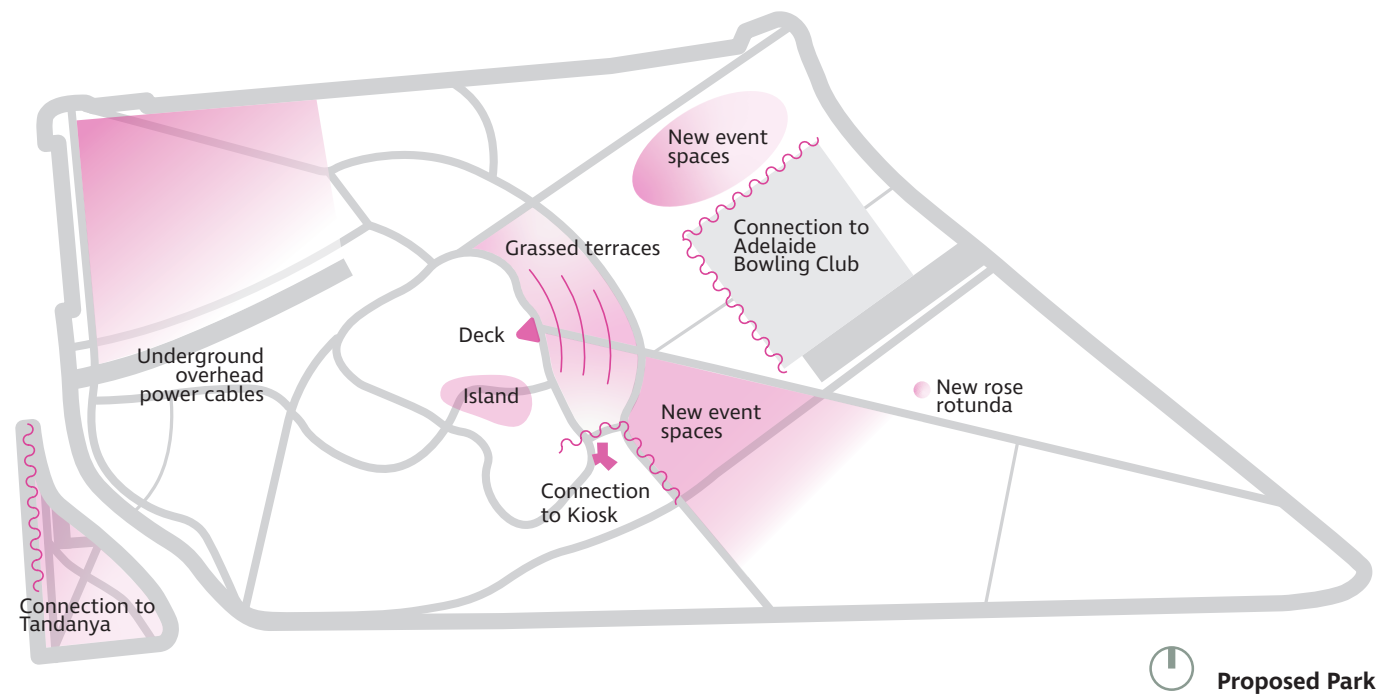 New event
spaces
Connection to
Adelaide
Bowling Club
Grassed terraces
Deck
Underground
overhead
power cables
Island
New event
spaces
New rose
rotunda
Connection
to Kiosk
Connection to
Tandanya
Proposed Park